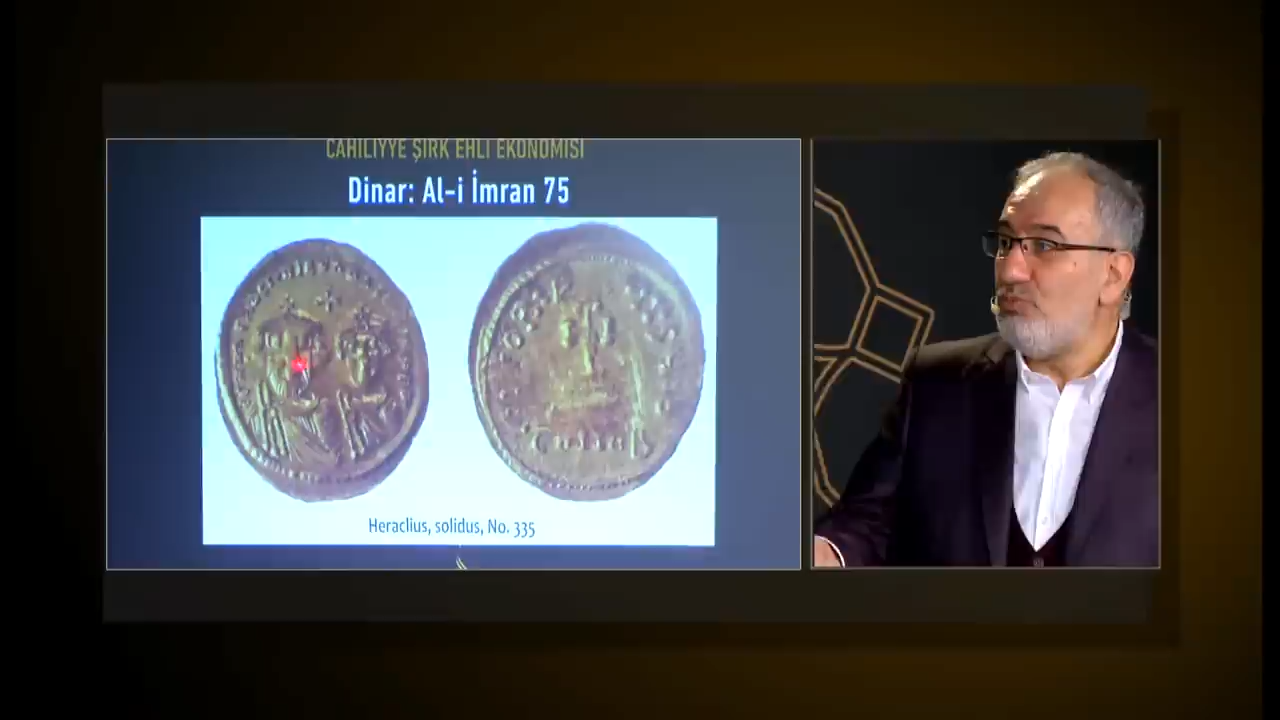 CAHİLİYYE ŞİRK EHLİ EKONOMİSİ
Dinar: Al-i İmran 75
Heraclius, solidus, No. 335